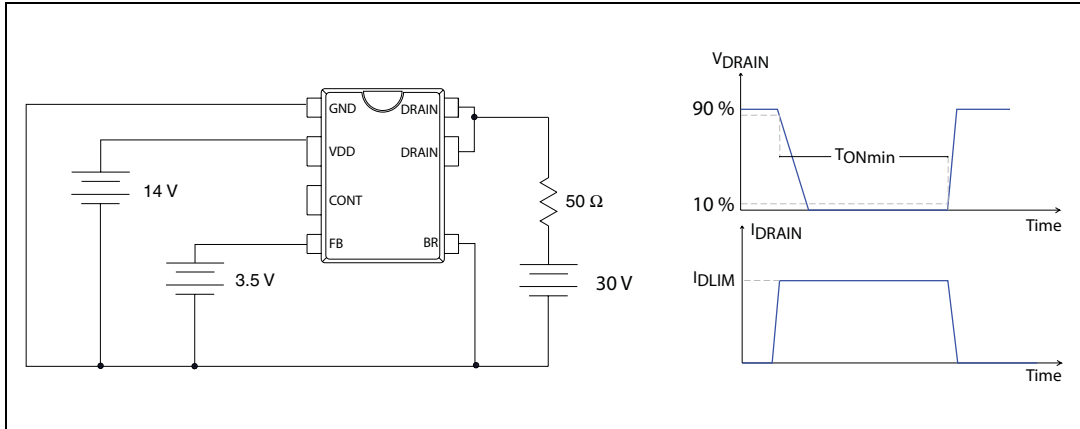 GND
DRAIN
VDD
DRAIN
CONT
FB
BR
14 V
3.5 V
50 Ω
30 V
VDRAIN
90 %
TONmin
10 %
Time
IDRAIN
IDLIM
Time